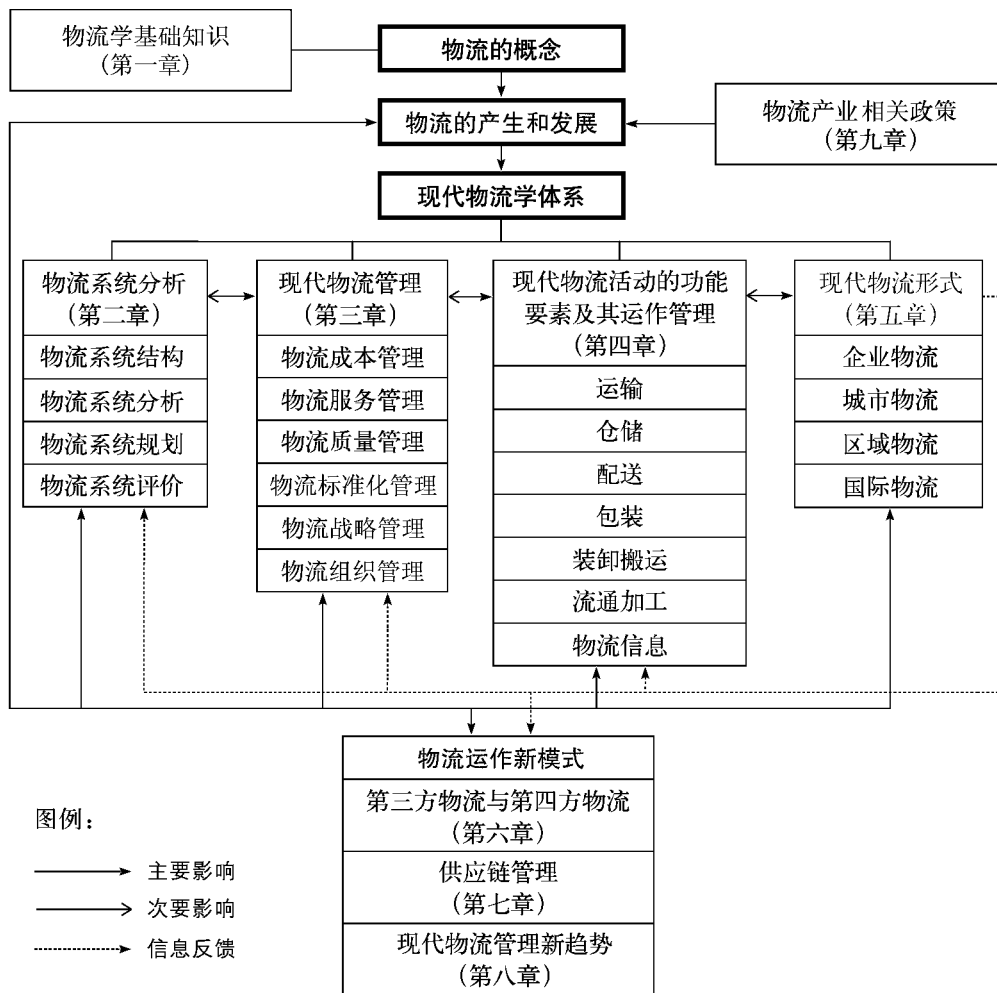 物流学基础知识
（第一章）
物流的概念
物流的产生和发展
物流产业相关政策
（第九章）
现代物流学体系
物流系统分析
（第二章）
物流系统结构
物流系统分析
物流系统规划
物流系统评价
现代物流管理
（第三章）
物流成本管理
物流服务管理
物流质量管理
物流标准化管理
物流战略管理
物流组织管理
现代物流活动的功能
要素及其运作管理
（第四章）
运输
仓储
配送
包装
装卸搬运
流通加工
物流信息
现代物流形式
（第五章）
企业物流
城市物流
区域物流
国际物流
物流运作新模式
第三方物流与第四方物流
（第六章）
供应链管理
（第七章）
现代物流管理新趋势
（第八章）
图例：
主要影响
次要影响
信息反馈